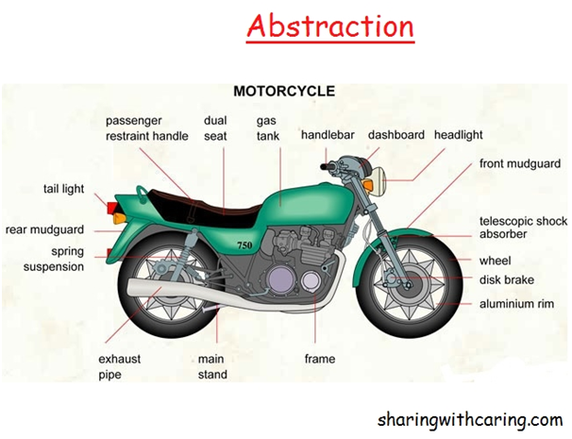 Abstraction
MOTORCYCLE
passenger
restraint handle
dual
seat
gas
tank
handlebar
dashboard
headlight
front mudguard
tail light
rear mudguard
spring
suspension
telescopic shock
absorber
wheel
disk brake
aluminium rim
750
exhaust
pipe
main
stand
frame
sharingwithcaring.com